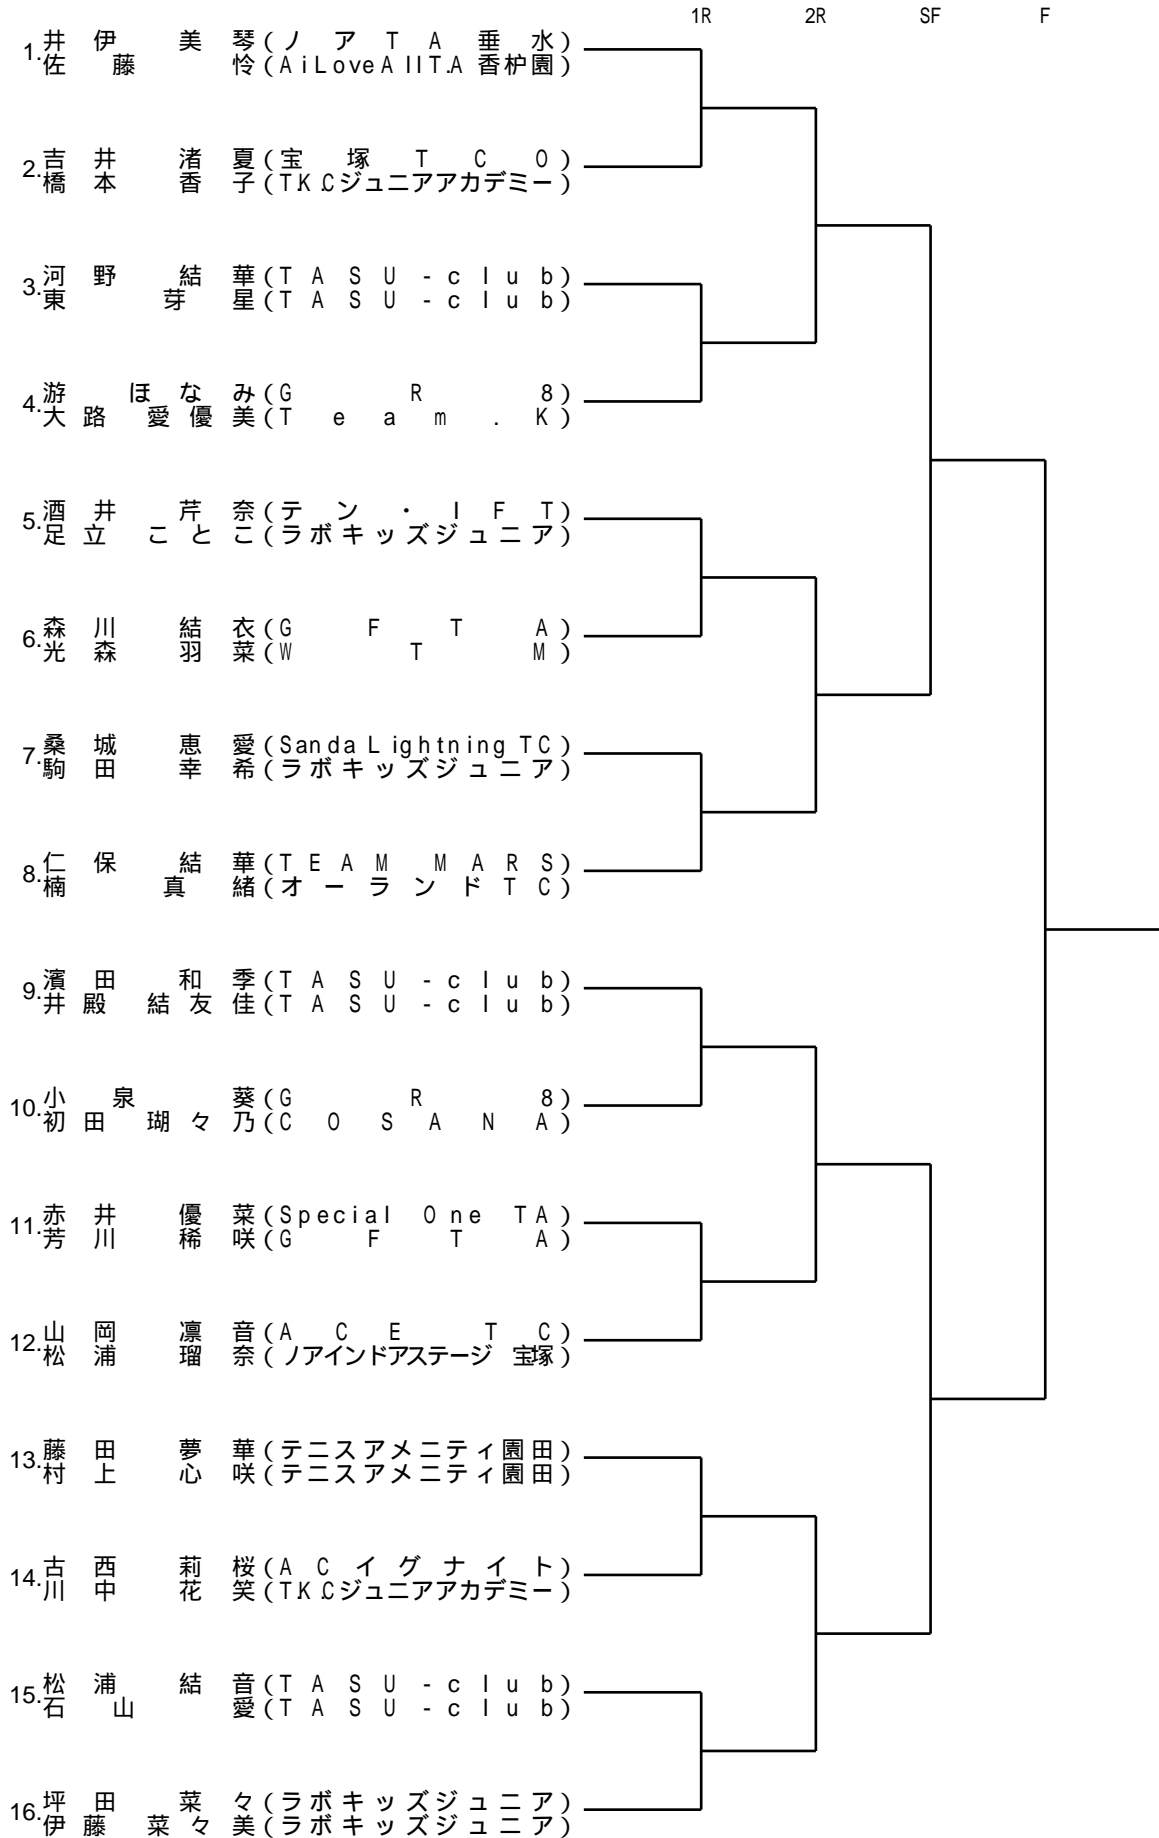 1R 2R SF F
1. 井伊 美琴(ノアTA垂水)
佐藤 怜(AiLoveAllT.A 香枦園)
2. 吉井 渚夏(宝塚TCO)
橋本 香子(T.K.Cジュニアアカデミー)
3. 河野 結華(TASU-club)
東 芽星(TASU-club)
4. 游 ほなみ(GR8)
大路 愛優美(Team.K)
5. 酒井 芹奈(テン・IFT)
足立 ことこ(ラボキッズジュニア)
6. 森川 結衣(GFTA)
光森 羽菜(WTM)
7. 桑城 恵愛(Sanda Lightning TC)
駒田 幸希(ラボキッズジュニア)
8. 仁保 結華(TEAM MARS)
楠 真緒(オーランドTC)
9. 濱田 和季(TASU-club)
井殿 結友佳(TASU-club)
10. 小泉 葵(GR8)
初田 瑚々乃(COSANA)
11. 赤井 優菜(Special One TA)
芳川 稀咲(GFTA)
12. 山岡 凛音(ACE TC)
松浦 瑠奈(ノアインドアステージ 宝塚)
13. 藤田 夢華(テニスアメニティ園田)
村上 心咲(テニスアメニティ園田)
14. 古西 莉桜(ACイグナイト)
川中 花笑(T.K.Cジュニアアカデミー)
15. 松浦 結音(TASU-club)
石山 愛(TASU-club)
16. 坪田 菜々(ラボキッズジュニア)
伊藤 菜々美(ラボキッズジュニア)